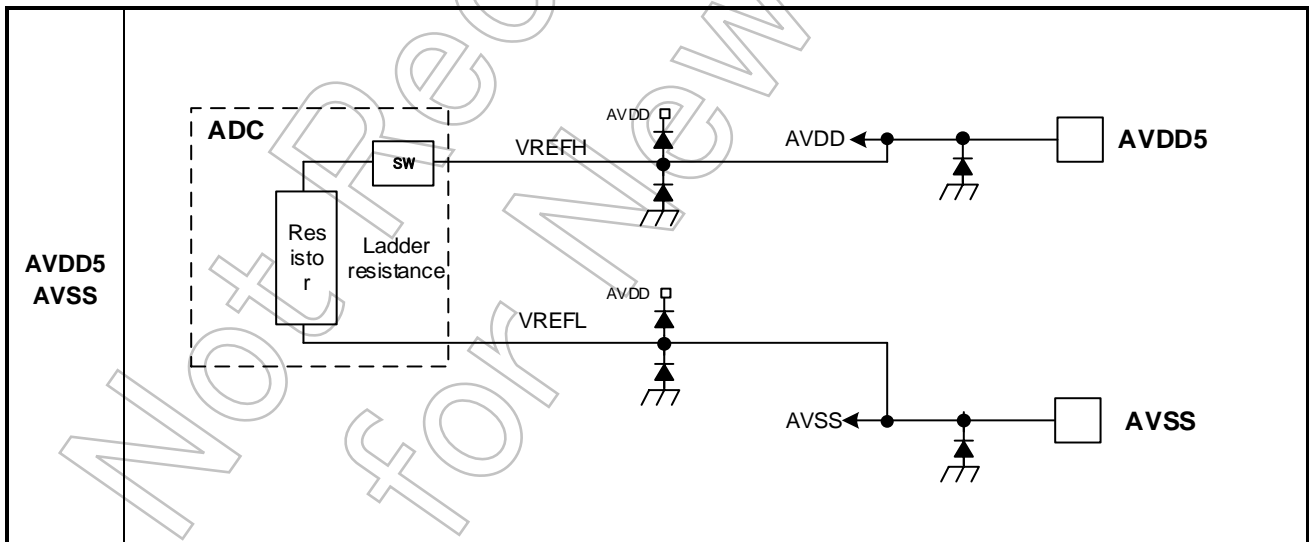 AVDD5
AVSS
ADC
SW
Res
isto
r
Ladder
resistance
VREFH
AVDD
AVDD
AVDD5
VREFL
AVDD
AVSS
AVSS
Not Rec
for New